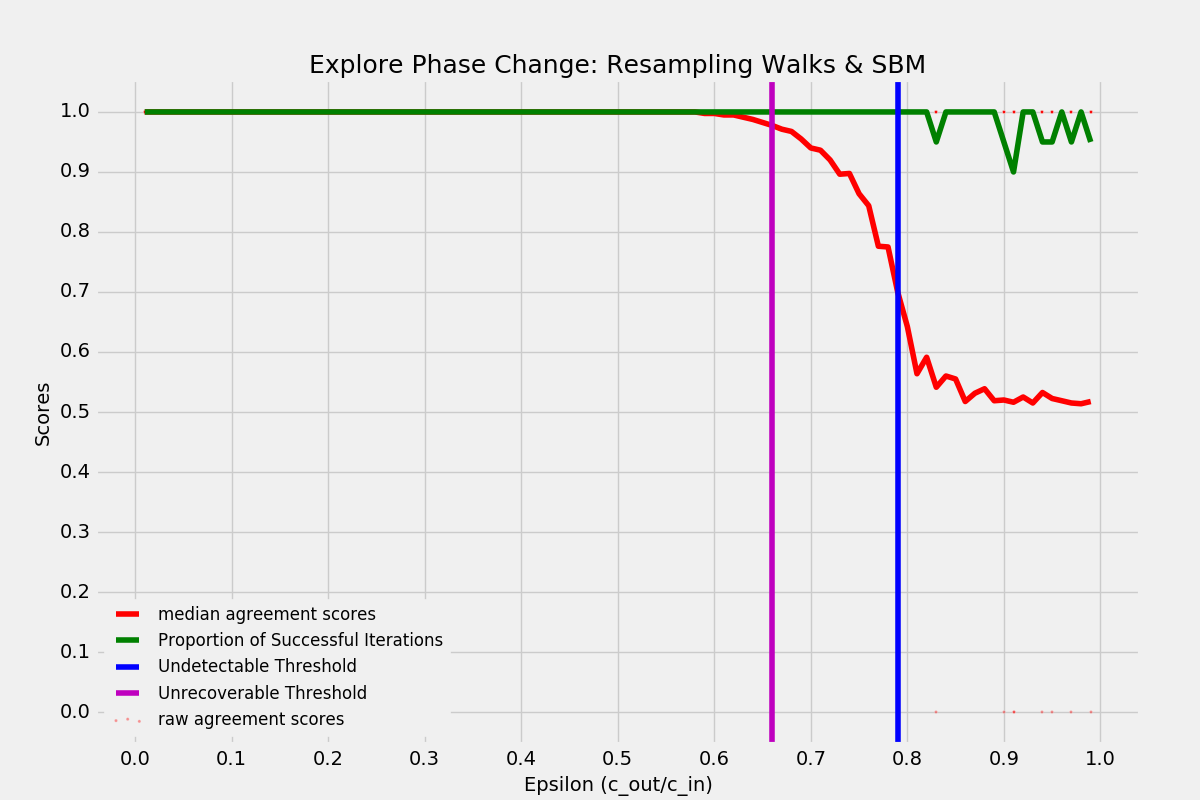 Explore Phase Change: Resampling Walks & SBM
1.0
0.9
0.8
0.7
0.6
0.5
0.4
0.3
0.2
0.1
0.0
Scores
median agreement scores
Proportion of Successful Iterations
Undetectable Threshold
Unrecoverable Threshold
raw agreement scores
0.0 0.1 0.2 0.3 0.4 0.5 0.6 0.7 0.8 0.9 1.0
Epsilon (c_out/c_in)